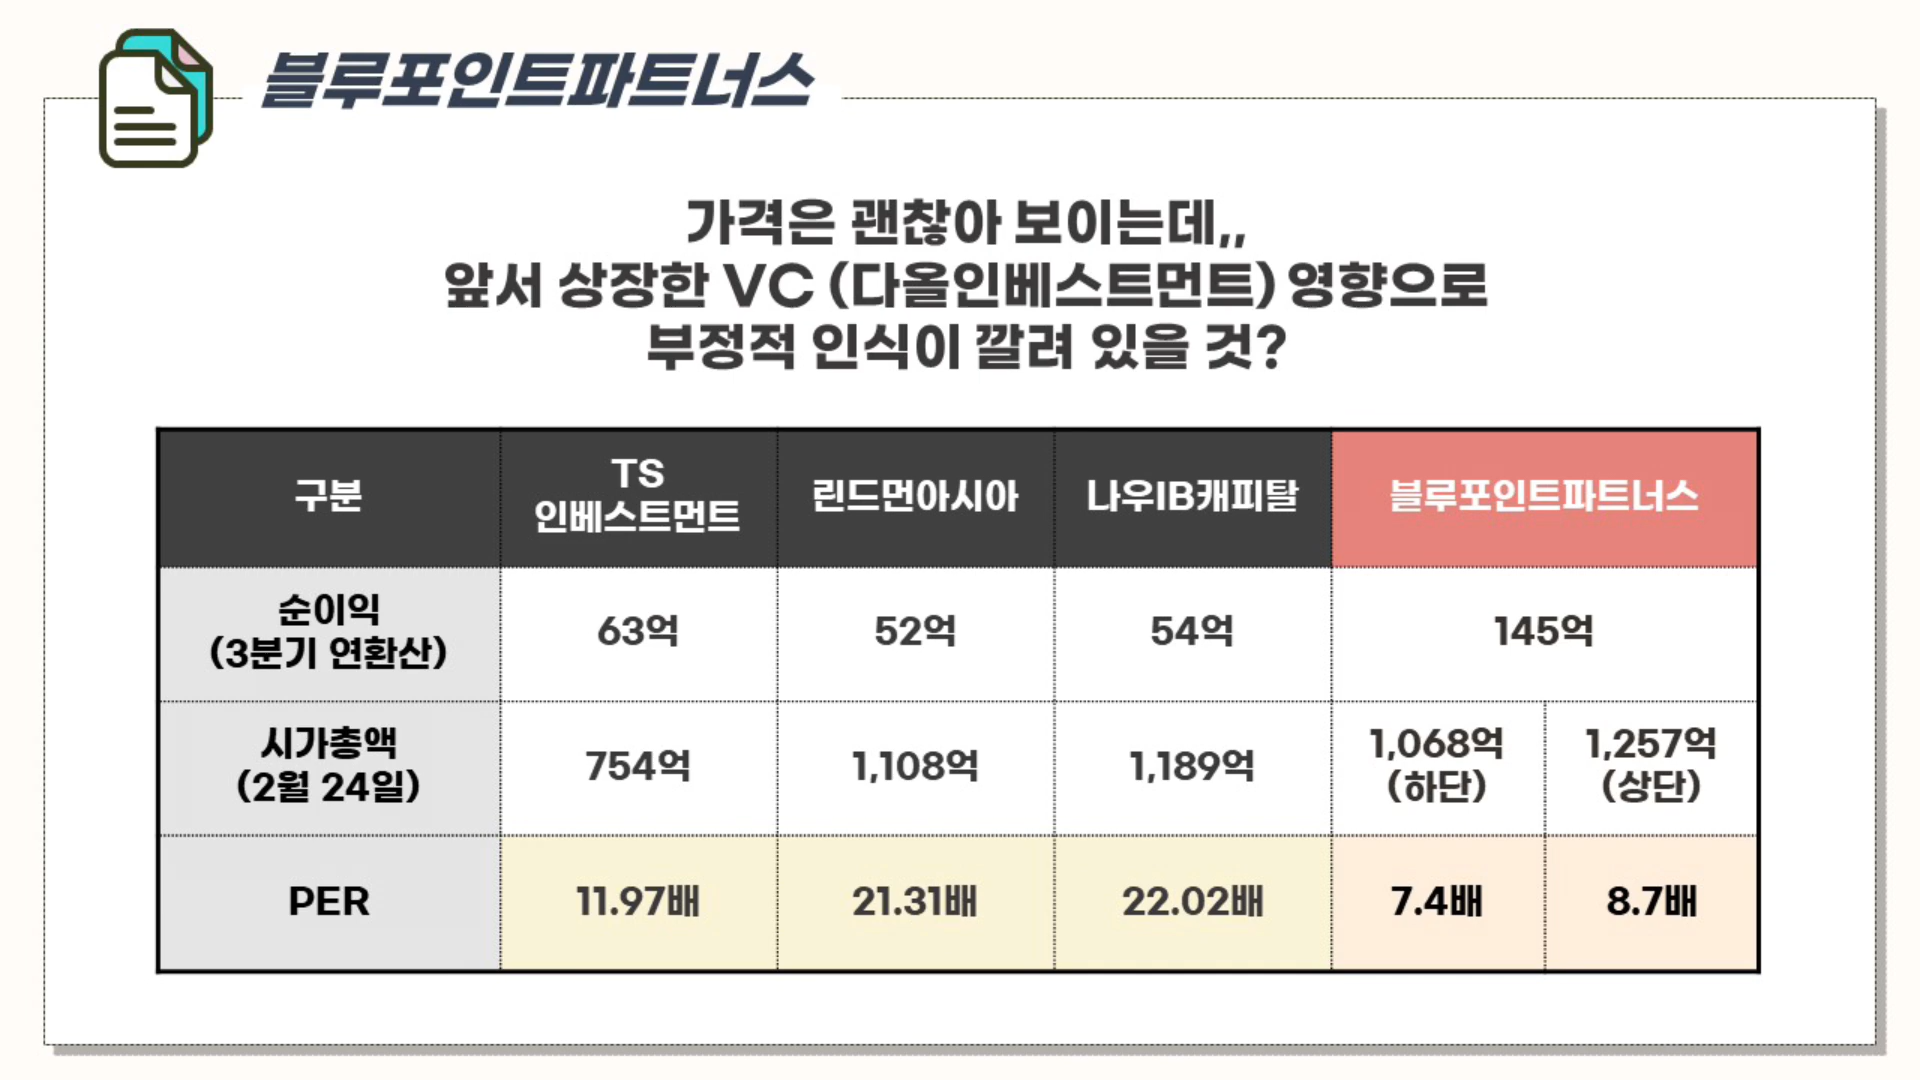 블루포인트파트너스
가격은 괜찮아 보이는데,,
앞서 상장한 VC (다올인베스트먼트) 영향으로
부정적 인식이 깔려 있을 것?
구분
TS
인베스트먼트
린드먼아시아
나우IB캐피탈
블루포인트파트너스
순이익
(3분기 연환산)
63억
52억
54억
145억
시가총액
(2월 24일)
754억
1,108억
1,189억
1,068억
(하단)
1,257억
(상단)
PER
11.97배
21.31배
22.02배
7.4배
8.7배